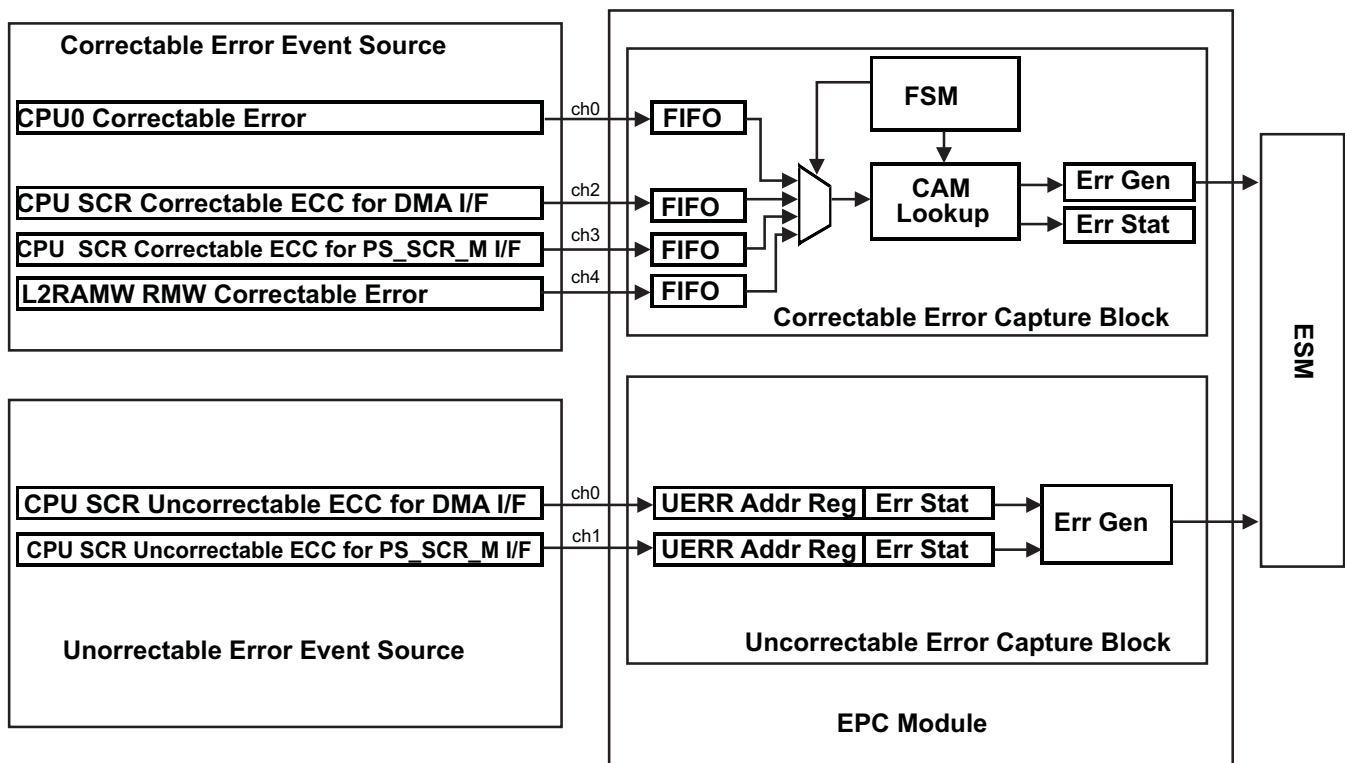 Correctable Error Event Source
CPU0 Correctable Error
ch0
FIFO
FSM
CPU SCR Correctable ECC for DMA I/F
ch2
FIFO
CAM
Lookup
Err Gen
Err Stat
CPU SCR Correctable ECC for PS_SCR_M I/F
ch3
FIFO
L2RAMW RMW Correctable Error
ch4
FIFO
Correctable Error Capture Block
ESM
CPU SCR Uncorrectable ECC for DMA I/F
ch0
UERR Addr Reg
Err Stat
Err Gen
CPU SCR Uncorrectable ECC for PS_SCR_M I/F
ch1
UERR Addr Reg
Err Stat
Unorrectable Error Event Source
Uncorrectable Error Capture Block
EPC Module